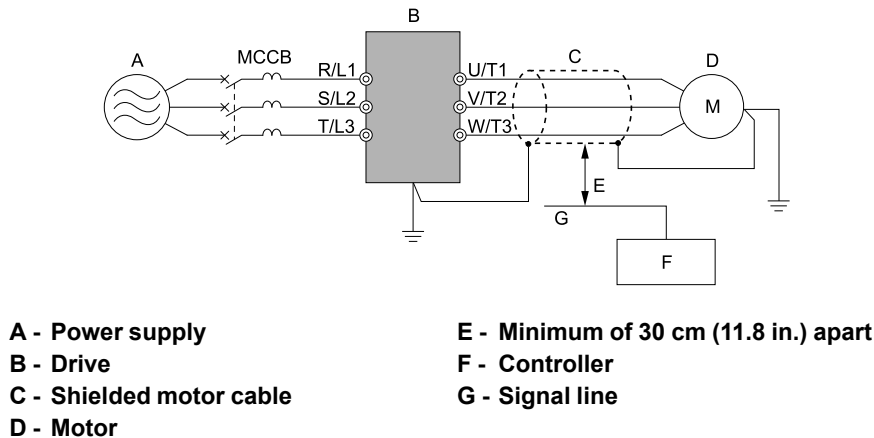 B
A
MCCB
R/L1
U/T1
C
D
S/L2
V/T2
M
T/L3
W/T3
E
G
F
A - Power supply
B - Drive
C - Shielded motor cable
D - Motor
E - Minimum of 30 cm (11.8 in.) apart
F - Controller
G - Signal line